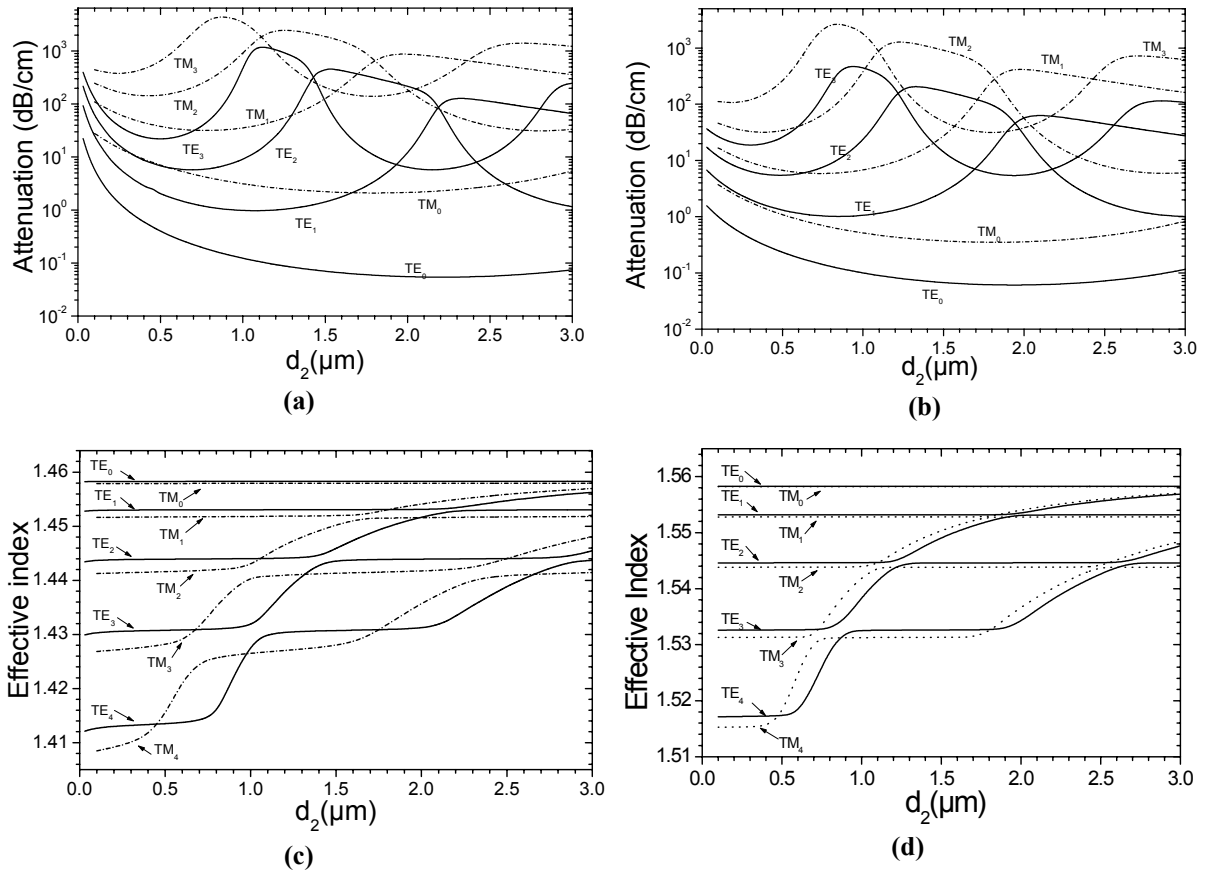 Attenuation (dB/cm)
10³
10²
10¹
10⁰
10⁻¹
10⁻²
TM₃
TM₂
TM₁
TE₃
TE₂
TE₁
TM₀
TE₀
0.0 0.5 1.0 1.5 2.0 2.5 3.0
d₂(µm)
(a)
Attenuation (dB/cm)
10³
10²
10¹
10⁰
10⁻¹
10⁻²
TM₂
TM₁
TM₃
TE₃
TE₂
TE₁
TM₀
TE₀
0.0 0.5 1.0 1.5 2.0 2.5 3.0
d₂(µm)
(b)
Effective index
1.46
1.45
1.44
1.43
1.42
1.41
TE₀
TM₀
TE₁
TM₁
TE₂
TM₂
TE₃
TM₃
TE₄
TM₄
0.0 0.5 1.0 1.5 2.0 2.5 3.0
d₂(µm)
(c)
Effective Index
1.56
1.55
1.54
1.53
1.52
1.51
TE₀
TM₀
TE₁
TM₁
TE₂
TM₂
TE₃
TM₃
TE₄
TM₄
0.0 0.5 1.0 1.5 2.0 2.5 3.0
d₂(µm)
(d)